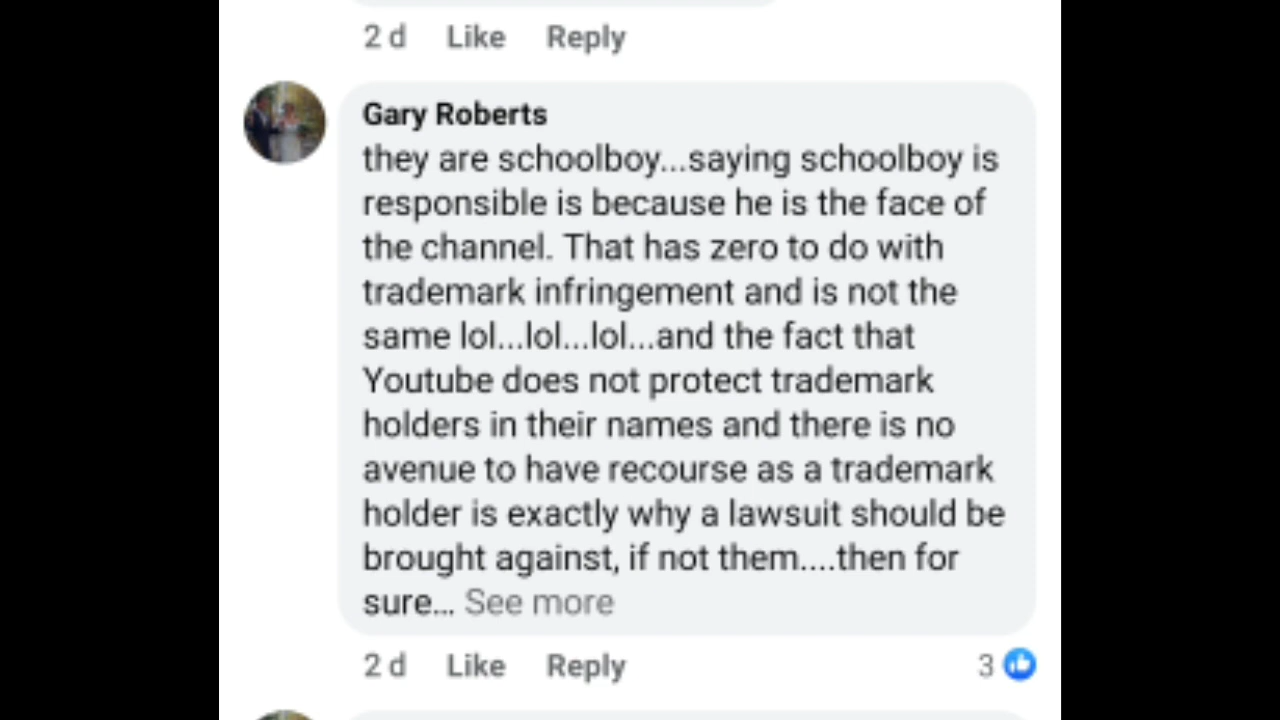 2 d Like Reply
Gary Roberts
they are schoolboy...saying schoolboy is
responsible is because he is the face of
the channel. That has zero to do with
trademark infringement and is not the
same lol...lol...lol...and the fact that
Youtube does not protect trademark
holders in their names and there is no
avenue to have recourse as a trademark
holder is exactly why a lawsuit should be
brought against, if not them....then for
sure... See more
2 d Like Reply 3